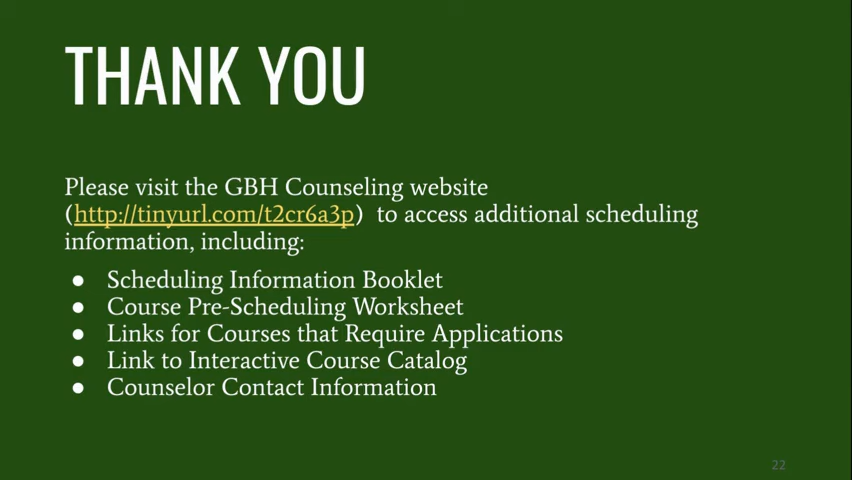 THANK YOU
Please visit the GBH Counseling website
(http://tinyurl.com/t2cr6a3p) to access additional scheduling
information, including:
● Scheduling Information Booklet
● Course Pre-Scheduling Worksheet
● Links for Courses that Require Applications
● Link to Interactive Course Catalog
● Counselor Contact Information
22